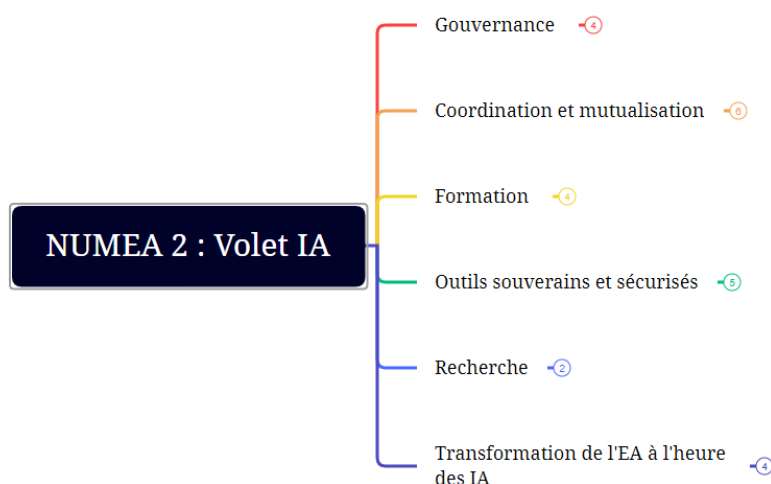 Gouvernance 4
Coordination et mutualisation 6
Formation 4
NUMEA 2 : Volet IA
Outils souverains et sécurisés 5
Recherche 2
Transformation de l'EA à l'heure 4
des IA